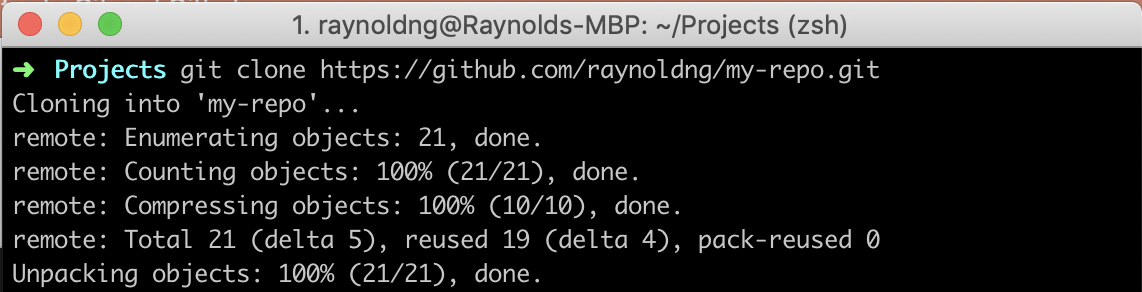 1. raynoldng@Raynolds-MBP: ~/Projects (zsh)
➜ Projects git clone https://github.com/raynoldng/my-repo.git
Cloning into 'my-repo'...
remote: Enumerating objects: 21, done.
remote: Counting objects: 100% (21/21), done.
remote: Compressing objects: 100% (10/10), done.
remote: Total 21 (delta 5), reused 19 (delta 4), pack-reused 0
Unpacking objects: 100% (21/21), done.